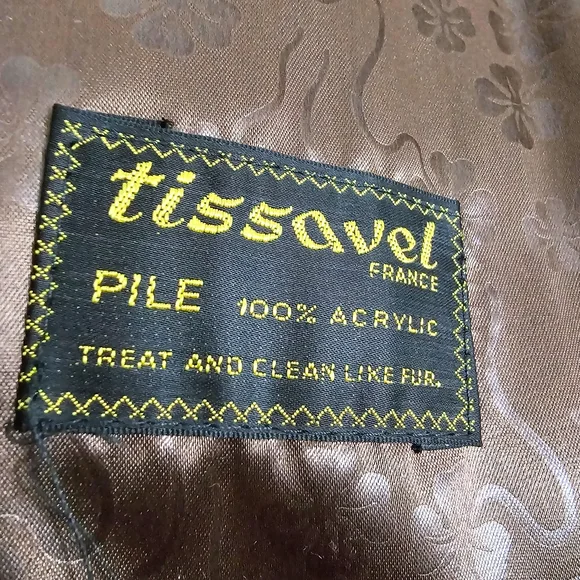 tissavel
FRANCE
PILE 100% ACRYLIC
TREAT AND CLEAN LIKE FUR.